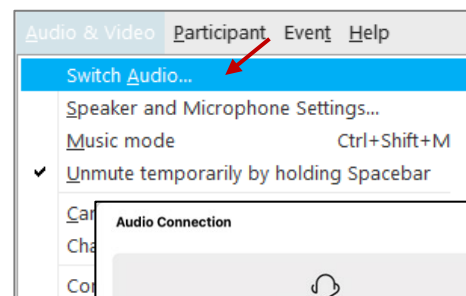 Audio & Video Participant Event Help
Switch Audio...
Speaker and Microphone Settings...
Music mode Ctrl+Shift+M
Unmute temporarily by holding Spacebar
Audio Connection